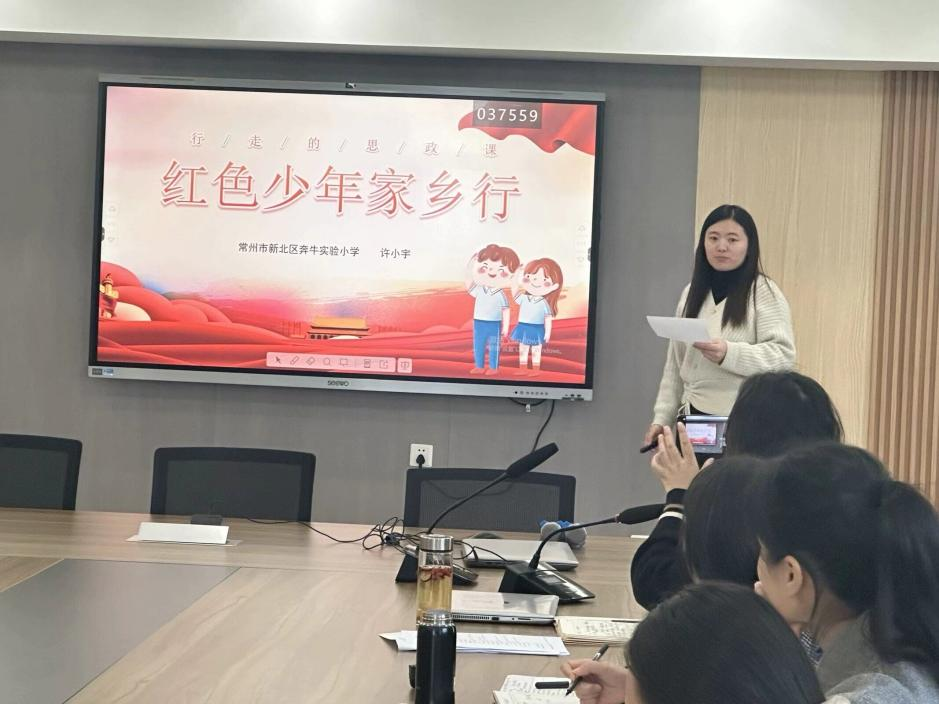 037559
行/走/的/思/政/课
红色少年家乡行
常州市新北区奔牛实验小学 许小宇
seewo